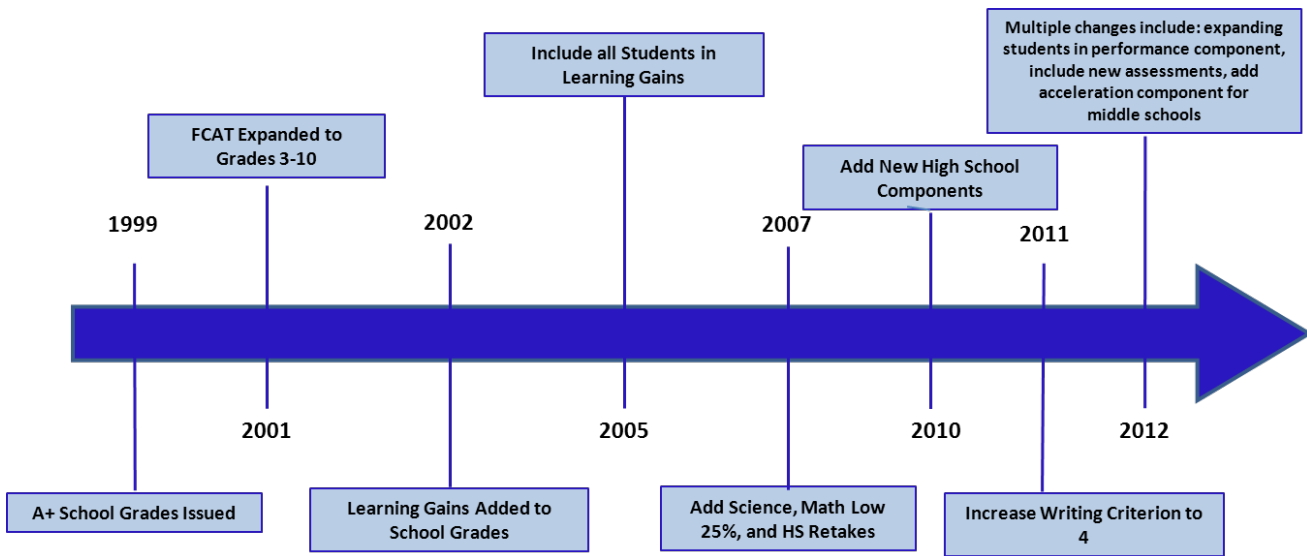 Multiple changes include: expanding
students in performance component,
include new assessments, add
acceleration component for
middle schools
Include all Students in
Learning Gains
FCAT Expanded to
Grades 3-10
Add New High School
Components
1999
2002
2007
2011
2001
2005
2010
2012
A+ School Grades Issued
Learning Gains Added to
School Grades
Add Science, Math Low
25%, and HS Retakes
Increase Writing Criterion to
4